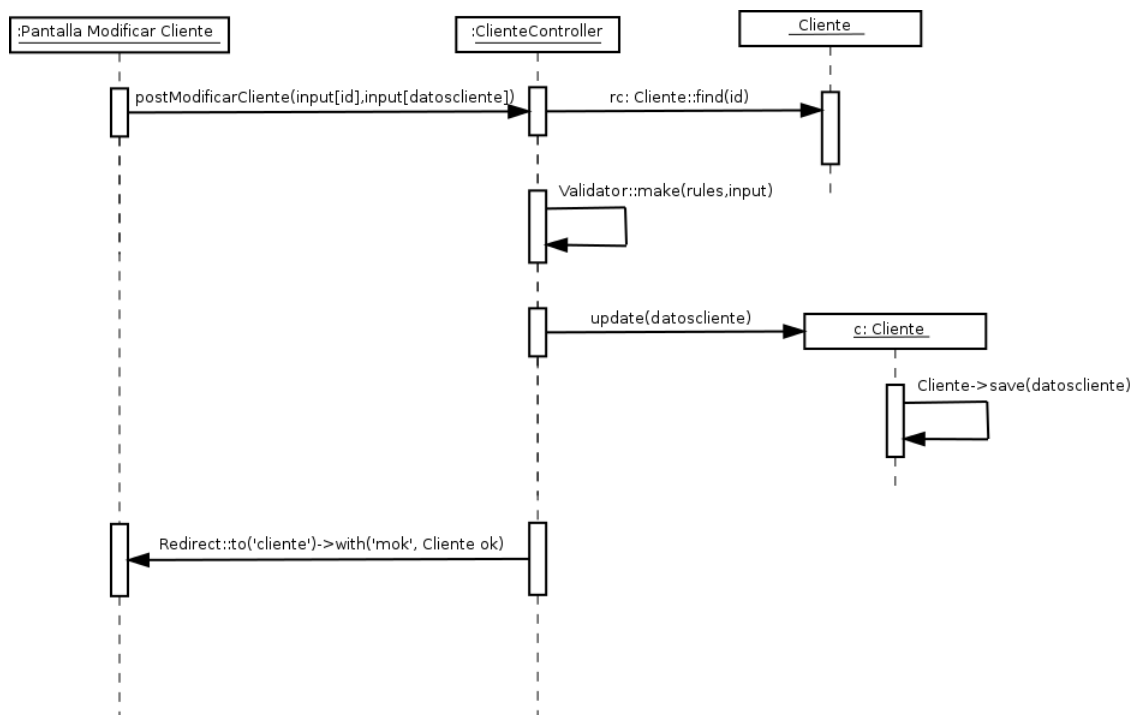 :Pantalla Modificar Cliente
:ClienteController
Cliente
postModificarCliente(input[id],input[datoscliente])
rc: Cliente::find(id)
Validator::make(rules,input)
update(datoscliente)
c: Cliente
Cliente->save(datoscliente)
Redirect::to('cliente')->with('mok', Cliente ok)